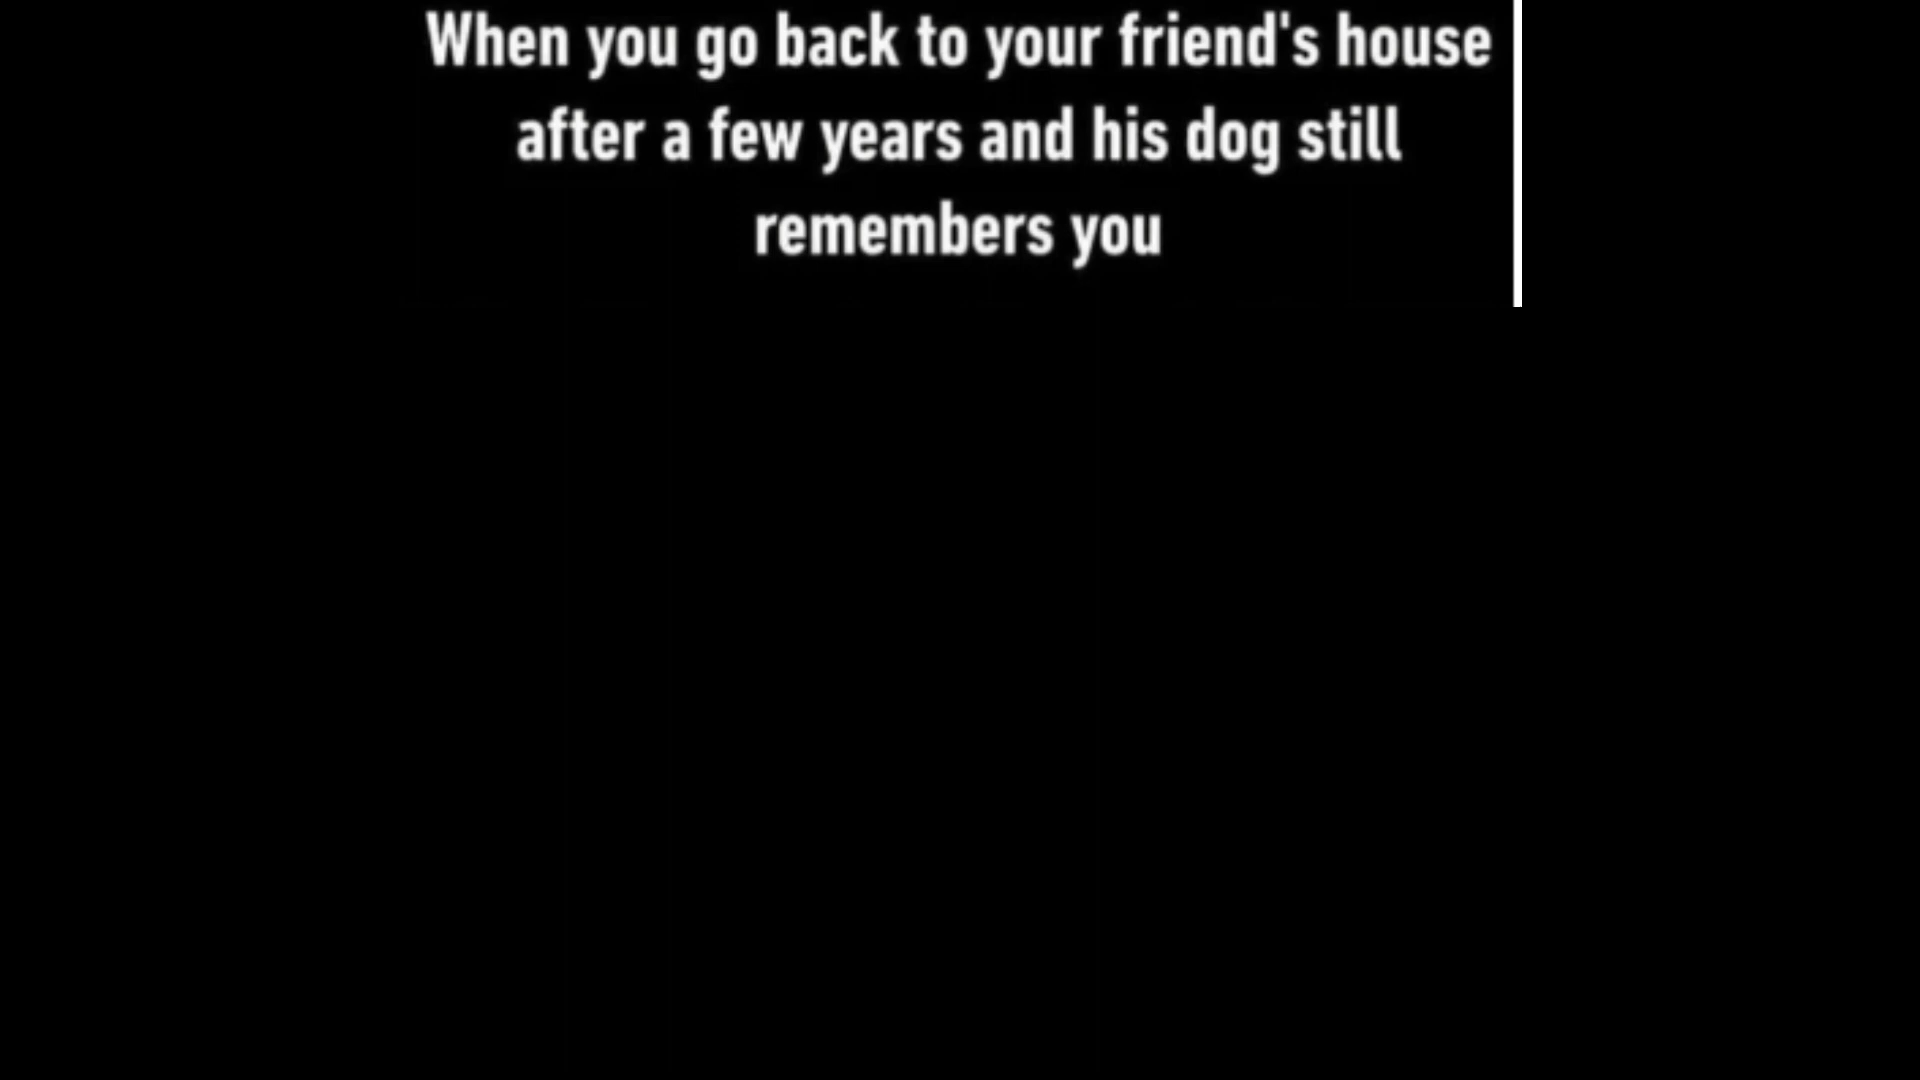 When you go back to your friend's house
after a few years and his dog still
remembers you